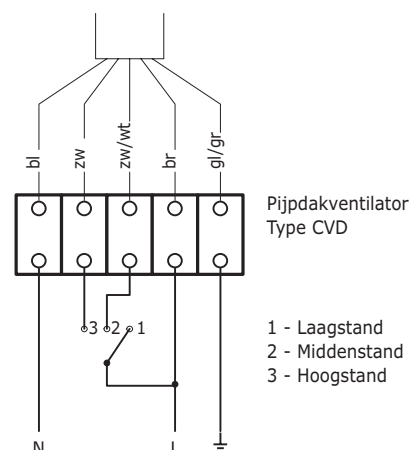 bl
zw
zw/wt
br
gl/gr
Pijpdakventilator
Type CVD
3
2
1
1 - Laagstand
2 - Middenstand
3 - Hoogstand
N
L